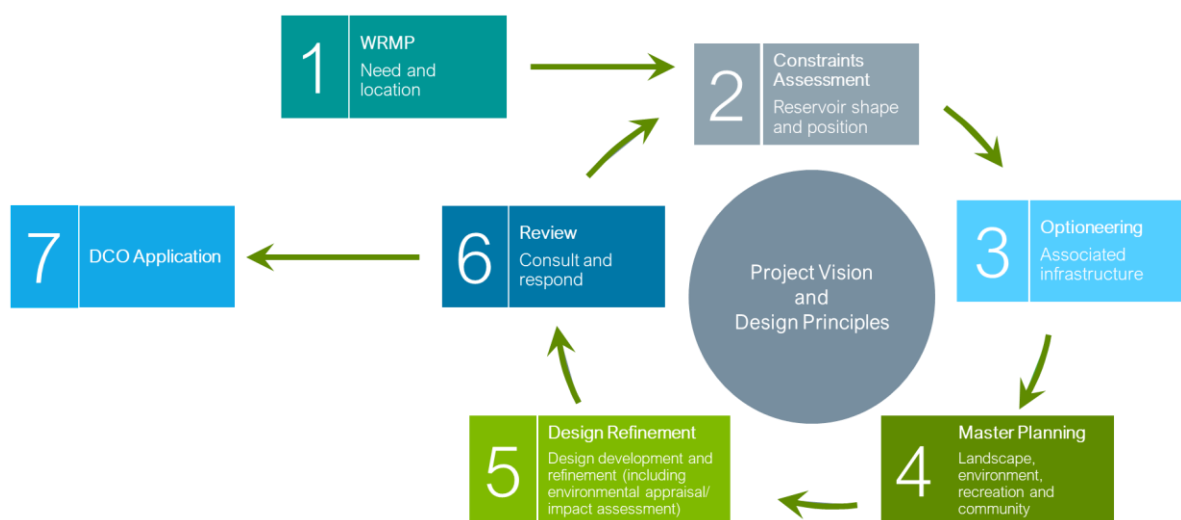 1
WRMP
Need and
location
2
Constraints
Assessment
Reservoir shape
and position
3
Optioneering
Associated
infrastructure
4
Master Planning
Landscape,
environment,
recreation and
community
5
Design Refinement
Design development and
refinement (including
environmental appraisal/
impact assessment)
6
Review
Consult and
respond
7
DCO Application
Project Vision
and
Design Principles